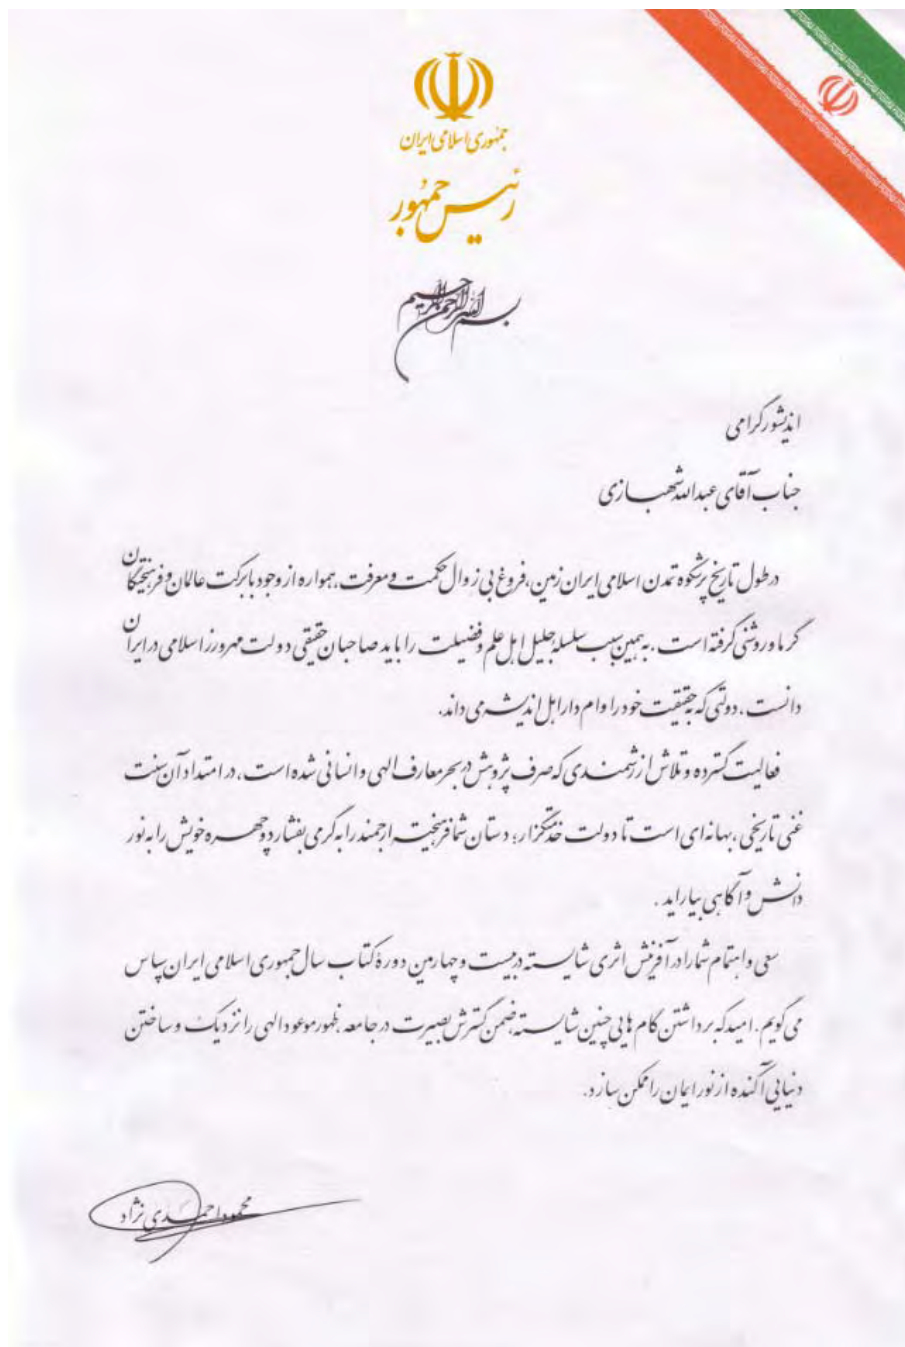 جمهوری اسلامی ایران
رئیس جمهور
بسم الله الرحمن الرحیم
اندیشور گرامی
جناب آقای عبدالله شهبازی
در طول تاریخ پرشکوه تمدن اسلامی ایران زمین، فروغ بی زوال حکمت و معرفت، همواره از وجود با برکت عالمان و فرهیختگان
گرما و روشنی گرفته است. به همین سبب سلسله جلیل اهل علم و فضیلت را باید صاحبان حقیقی دولت مهرورز اسلامی در ایران
دانست، دولتی که به حقیقت خود را وام دار اهل اندیشه می داند.
فعالیت گسترده و تلاش ارزشمندی که صرف پژوهش در بحر معارف الهی و انسانی شده است، در امتداد آن سنت
غنی تاریخی، بهانه ای است تا دولت خدمتگزار، دستان شما فرهیخته ارجمند را به گرمی بفشارد و چهره خویش را به نور
دانش و آگاهی بیاراید.
سعی و اهتمام شما را در آفرینش اثری شایسته در بیست و چهارمین دوره کتاب سال جمهوری اسلامی ایران سپاس
می گویم. امید که برداشتن گام هایی چنین شایسته ضمن گسترش بصیرت در جامعه، ظهور موعود الهی را نزدیک و ساختن
دنیایی آکنده از نور ایمان را ممکن سازد.
محمود احمدی نژاد